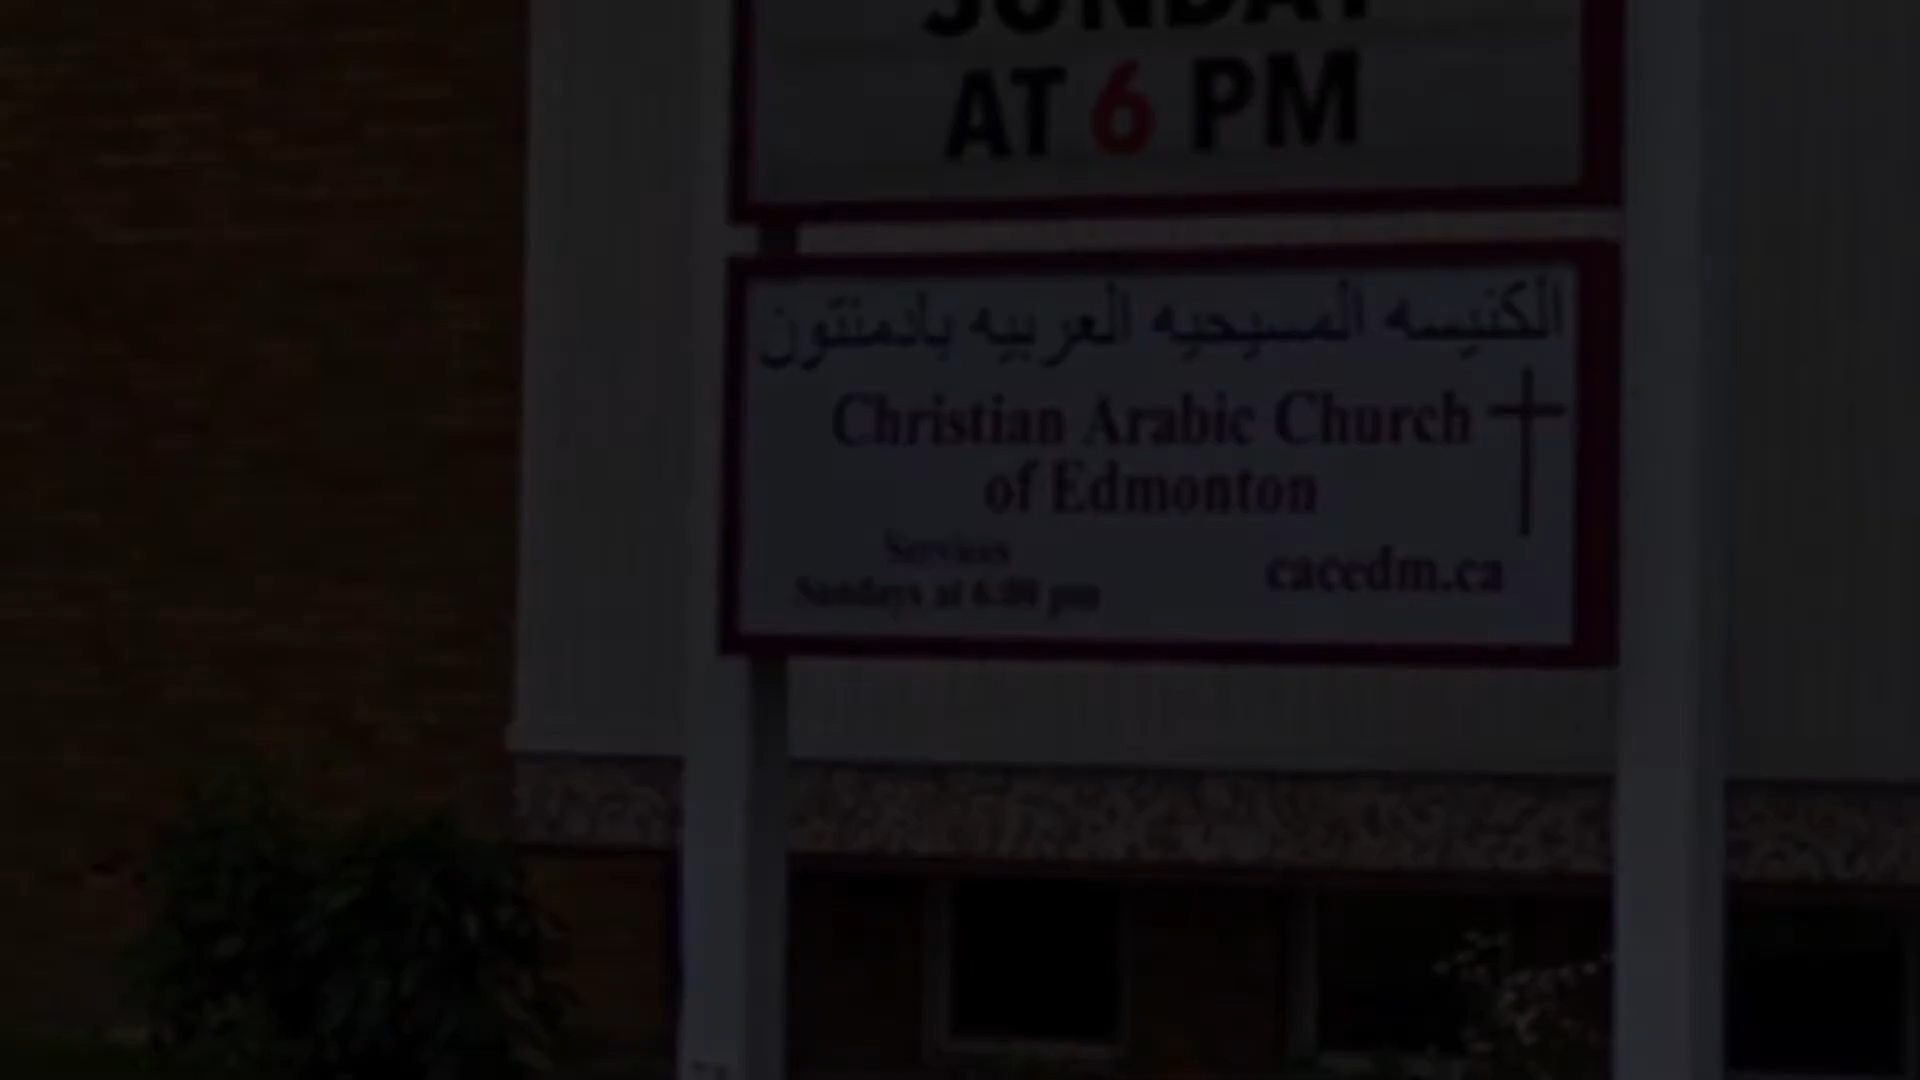 SUNDAY
AT 6 PM
الكنيسه المسيحيه العربيه بادمنتون
Christian Arabic Church
of Edmonton
Services
Sundays at 6:00 pm
cacedm.ca